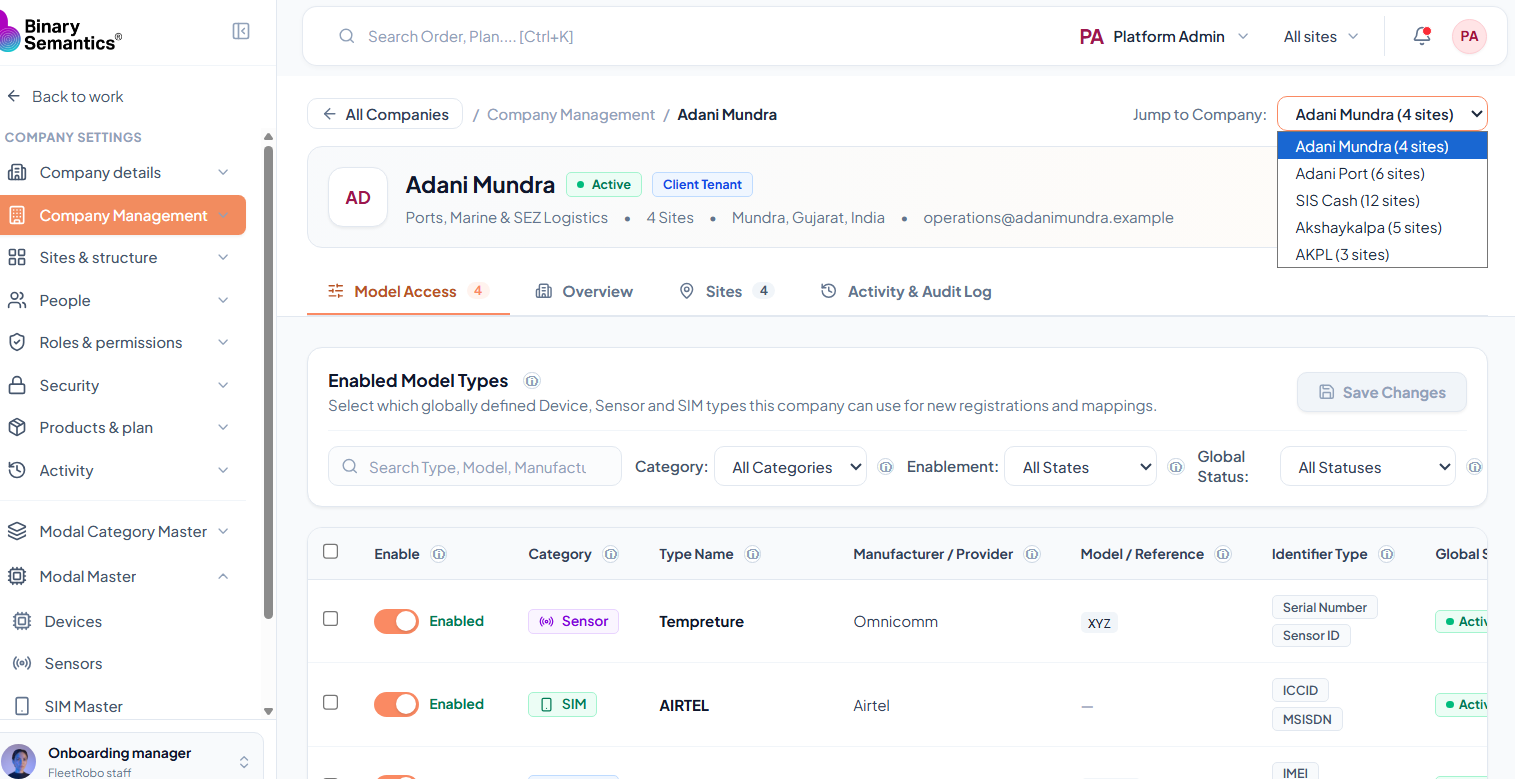 Binary
Semantics®
Search Order, Plan.... [Ctrl+K]
PA Platform Admin
All sites
PA
Back to work
COMPANY SETTINGS
Company details
Company Management
Sites & structure
People
Roles & permissions
Security
Products & plan
Activity
Modal Category Master
Modal Master
Devices
Sensors
SIM Master
Onboarding manager
FleetRobo staff
All Companies / Company Management / Adani Mundra
Jump to Company: Adani Mundra (4 sites)
Adani Mundra (4 sites)
Adani Port (6 sites)
SIS Cash (12 sites)
Akshaykalpa (5 sites)
AKPL (3 sites)
AD
Adani Mundra Active Client Tenant
Ports, Marine & SEZ Logistics • 4 Sites • Mundra, Gujarat, India • operations@adanimundra.example
Model Access 4 Overview Sites 4 Activity & Audit Log
Enabled Model Types
Select which globally defined Device, Sensor and SIM types this company can use for new registrations and mappings.
Save Changes
Search Type, Model, Manufactu
Category: All Categories
Enablement: All States
Global
Status:
All Statuses
Enable Category Type Name Manufacturer / Provider Model / Reference Identifier Type Global S
Enabled Sensor Tempreture Omnicomm XYZ
Serial Number
Sensor ID
Activ
Enabled SIM AIRTEL Airtel —
ICCID
MSISDN
Activ
IMEI